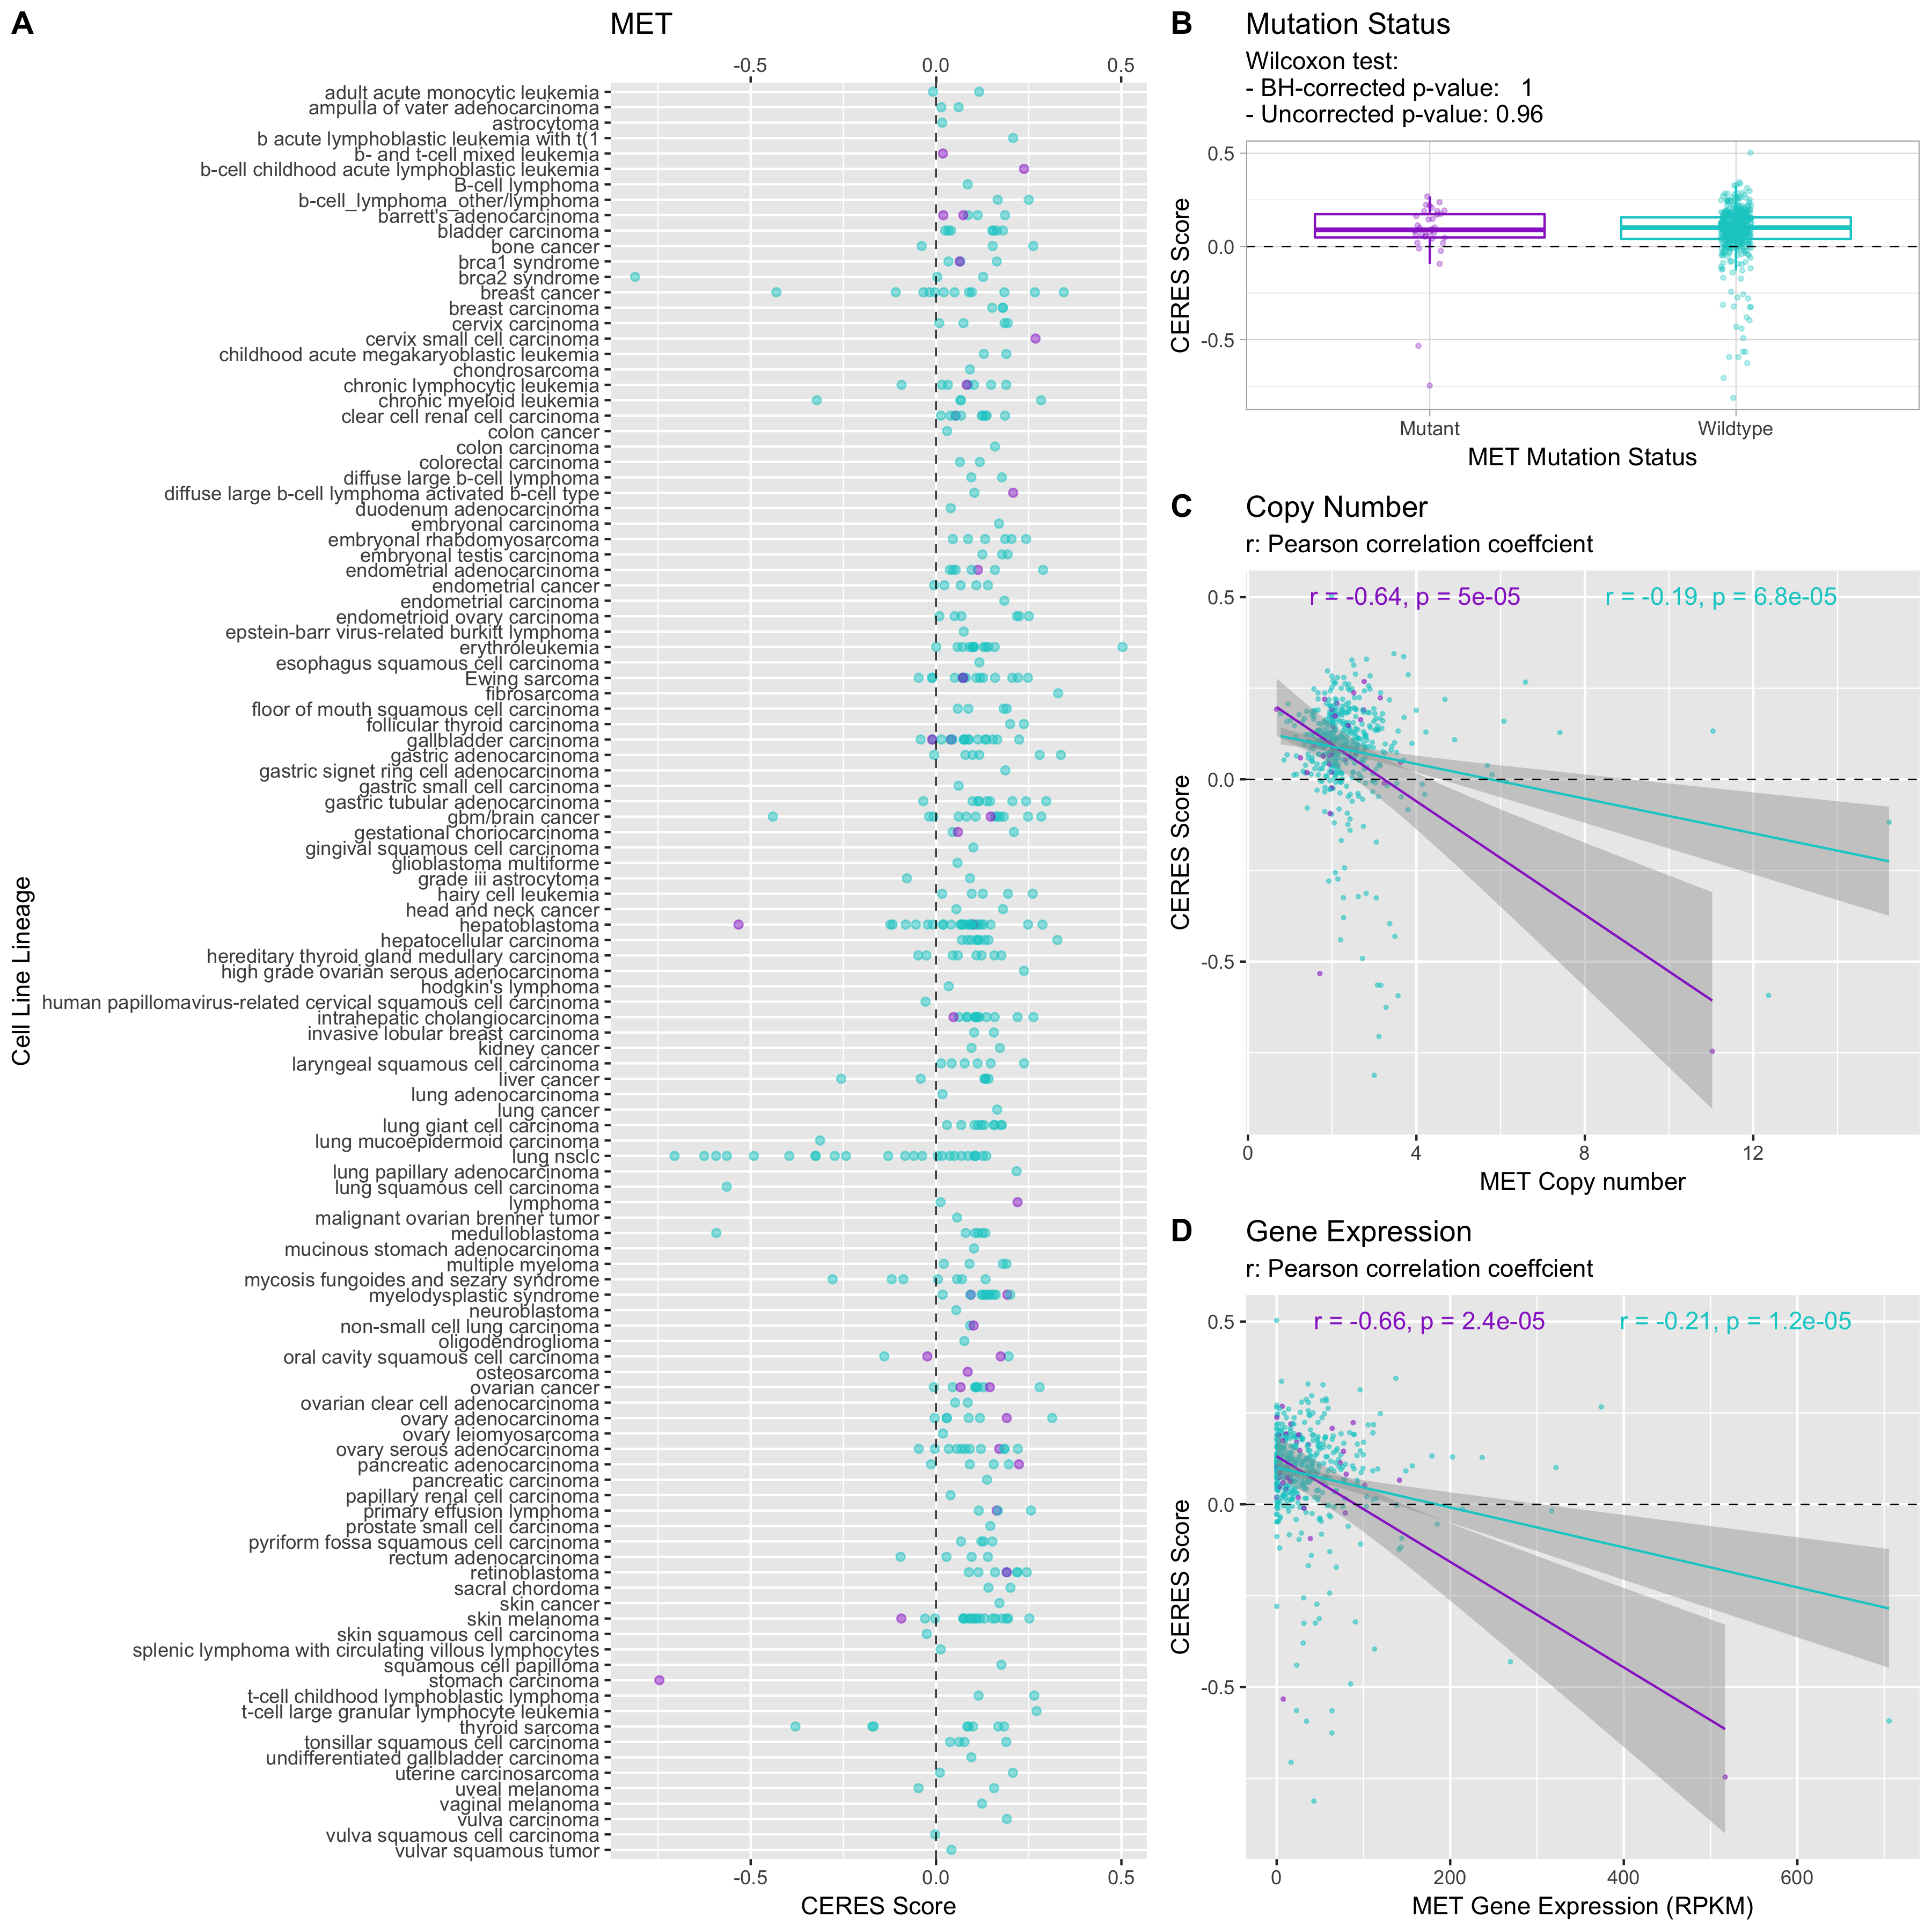 A
MET
-0.5 0.0 0.5
adult acute monocytic leukemia
ampulla of vater adenocarcinoma
astrocytoma
b acute lymphoblastic leukemia with t(1
b- and t-cell mixed leukemia
b-cell childhood acute lymphoblastic leukemia
B-cell lymphoma
b-cell_lymphoma_other/lymphoma
barrett's adenocarcinoma
bladder carcinoma
bone cancer
brca1 syndrome
brca2 syndrome
breast cancer
breast carcinoma
cervix carcinoma
cervix small cell carcinoma
childhood acute megakaryoblastic leukemia
chondrosarcoma
chronic lymphocytic leukemia
chronic myeloid leukemia
clear cell renal cell carcinoma
colon cancer
colon carcinoma
colorectal carcinoma
diffuse large b-cell lymphoma
diffuse large b-cell lymphoma activated b-cell type
duodenum adenocarcinoma
embryonal carcinoma
embryonal rhabdomyosarcoma
embryonal testis carcinoma
endometrial adenocarcinoma
endometrial cancer
endometrial carcinoma
endometrioid ovary carcinoma
epstein-barr virus-related burkitt lymphoma
erythroleukemia
esophagus squamous cell carcinoma
Ewing sarcoma
fibrosarcoma
floor of mouth squamous cell carcinoma
follicular thyroid carcinoma
gallbladder carcinoma
gastric adenocarcinoma
gastric signet ring cell adenocarcinoma
gastric small cell carcinoma
gastric tubular adenocarcinoma
gbm/brain cancer
gestational choriocarcinoma
gingival squamous cell carcinoma
glioblastoma multiforme
grade iii astrocytoma
hairy cell leukemia
head and neck cancer
hepatoblastoma
hepatocellular carcinoma
hereditary thyroid gland medullary carcinoma
high grade ovarian serous adenocarcinoma
hodgkin's lymphoma
human papillomavirus-related cervical squamous cell carcinoma
intrahepatic cholangiocarcinoma
invasive lobular breast carcinoma
kidney cancer
laryngeal squamous cell carcinoma
liver cancer
lung adenocarcinoma
lung cancer
lung giant cell carcinoma
lung mucoepidermoid carcinoma
lung nsclc
lung papillary adenocarcinoma
lung squamous cell carcinoma
lymphoma
malignant ovarian brenner tumor
medulloblastoma
mucinous stomach adenocarcinoma
multiple myeloma
mycosis fungoides and sezary syndrome
myelodysplastic syndrome
neuroblastoma
non-small cell lung carcinoma
oligodendroglioma
oral cavity squamous cell carcinoma
osteosarcoma
ovarian cancer
ovarian clear cell adenocarcinoma
ovary adenocarcinoma
ovary leiomyosarcoma
ovary serous adenocarcinoma
pancreatic adenocarcinoma
pancreatic carcinoma
papillary renal cell carcinoma
primary effusion lymphoma
prostate small cell carcinoma
pyriform fossa squamous cell carcinoma
rectum adenocarcinoma
retinoblastoma
sacral chordoma
skin cancer
skin melanoma
skin squamous cell carcinoma
splenic lymphoma with circulating villous lymphocytes
squamous cell papilloma
stomach carcinoma
t-cell childhood lymphoblastic lymphoma
t-cell large granular lymphocyte leukemia
thyroid sarcoma
tonsillar squamous cell carcinoma
undifferentiated gallbladder carcinoma
uterine carcinosarcoma
uveal melanoma
vaginal melanoma
vulva carcinoma
vulva squamous cell carcinoma
vulvar squamous tumor
-0.5 0.0 0.5
CERES Score
Cell Line Lineage
B
Mutation Status
Wilcoxon test:
- BH-corrected p-value: 1
- Uncorrected p-value: 0.96
0.5
0.0
-0.5
CERES Score
Mutant Wildtype
MET Mutation Status
C
Copy Number
r: Pearson correlation coeffcient
r = -0.64, p = 5e-05 r = -0.19, p = 6.8e-05
0.5
0.0
-0.5
CERES Score
0 4 8 12
MET Copy number
D
Gene Expression
r: Pearson correlation coeffcient
r = -0.66, p = 2.4e-05 r = -0.21, p = 1.2e-05
0.5
0.0
-0.5
CERES Score
0 200 400 600
MET Gene Expression (RPKM)